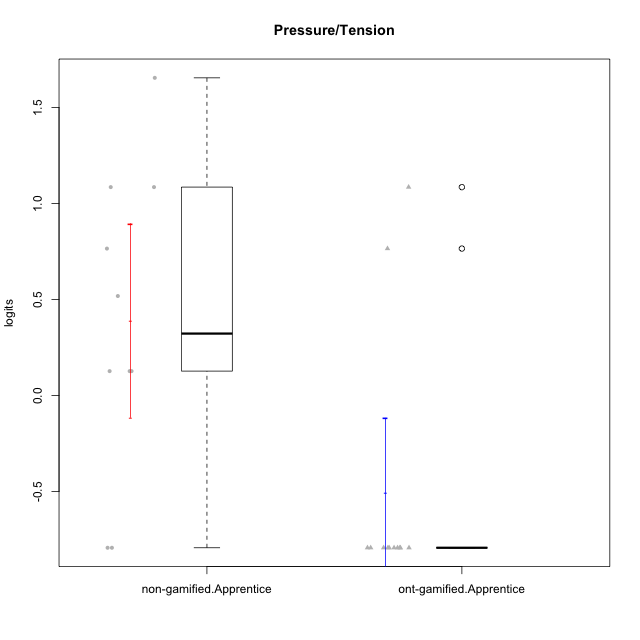 Pressure/Tension
logits
1.5
1.0
0.5
0.0
-0.5
non-gamified.Apprentice
ont-gamified.Apprentice